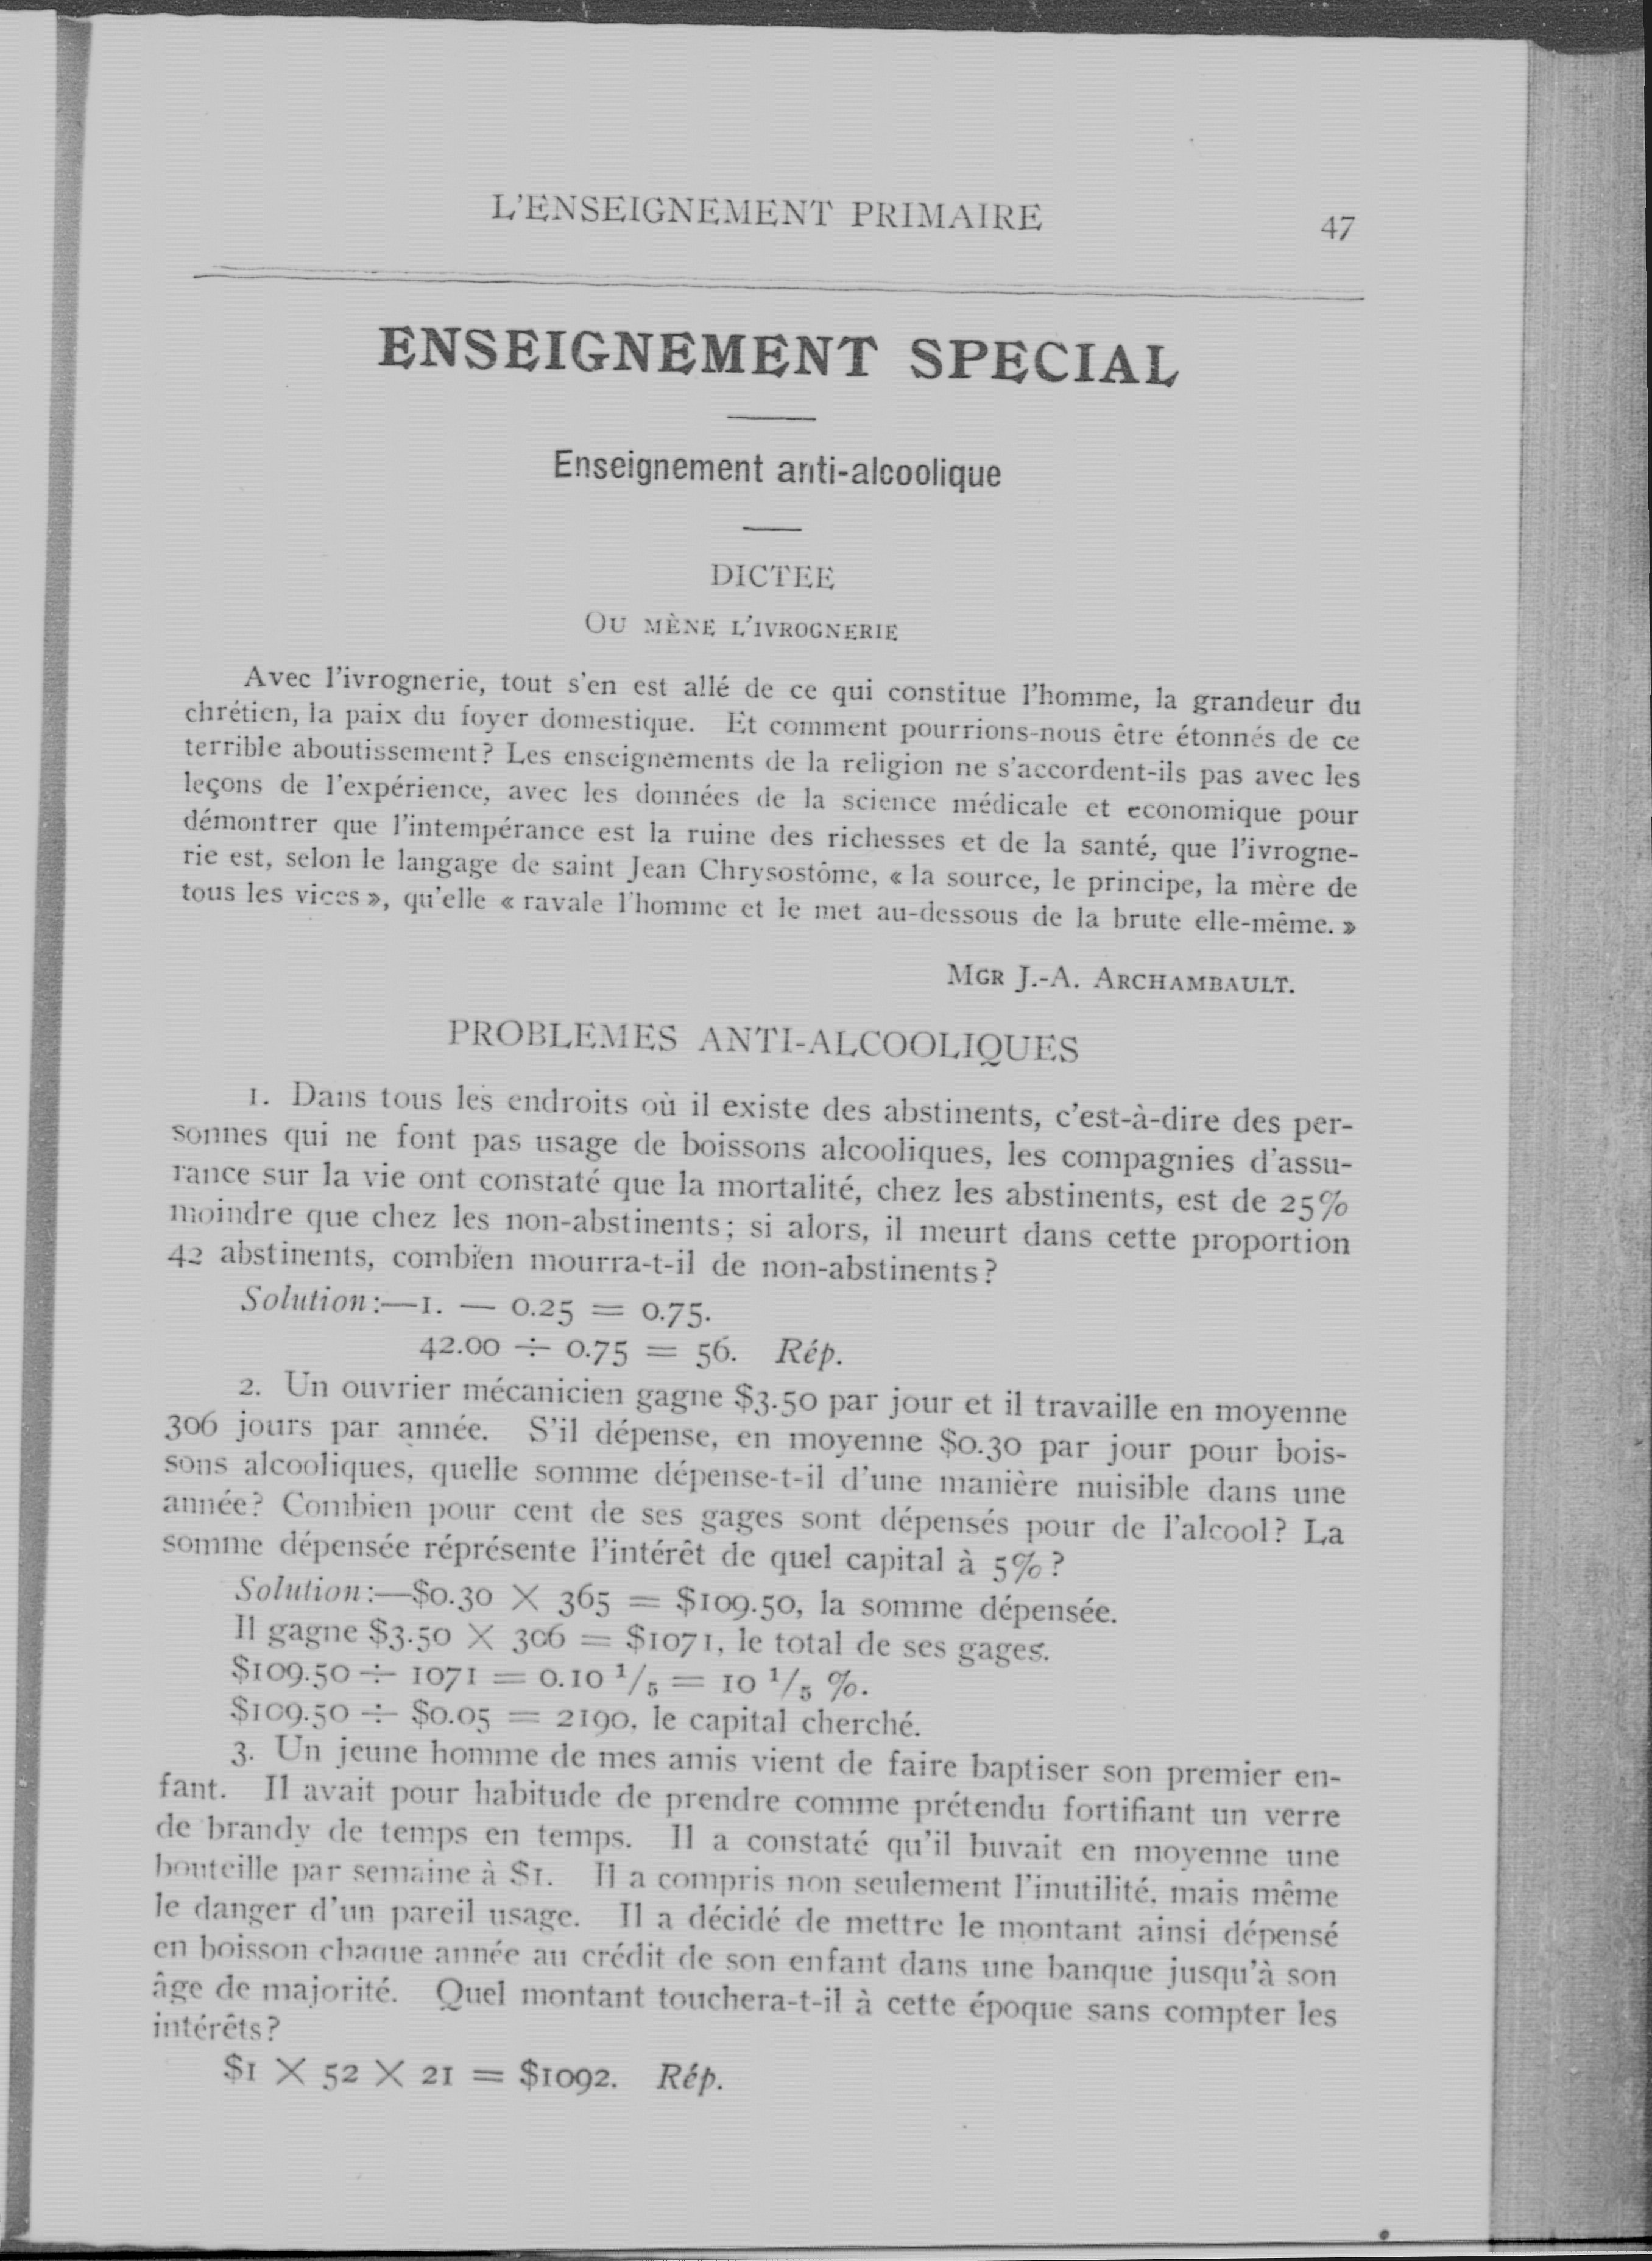 L'ENSEIGNEMENT PRIMAIRE 47
ENSEIGNEMENT SPECIAL
Enseignement anti-alcoolique
DICTEE
OU MÈNE L'IVROGNERIE
Avec l'ivrognerie, tout s'en est allé de ce qui constitue l'homme, la grandeur du
chrétien, la paix du foyer domestique. Et comment pourrions-nous être étonnés de ce
terrible aboutissement? Les enseignements de la religion ne s'accordent-ils pas avec les
leçons de l'expérience, avec les données de la science médicale et economique pour
démontrer que l'intempérance est la ruine des richesses et de la santé, que l'ivrogne-
rie est, selon le langage de saint Jean Chrysostôme, « la source, le principe, la mère de
tous les vices », qu'elle « ravale l'homme et le met au-dessous de la brute elle-même. »
MGR J.-A. ARCHAMBAULT.
PROBLEMES ANTI-ALCOOLIQUES
1. Dans tous les endroits où il existe des abstinents, c'est-à-dire des per-
sonnes qui ne font pas usage de boissons alcooliques, les compagnies d'assu-
rance sur la vie ont constaté que la mortalité, chez les abstinents, est de 25%
moindre que chez les non-abstinents; si alors, il meurt dans cette proportion
42 abstinents, combien mourra-t-il de non-abstinents?
Solution:—1. — 0.25 = 0.75.
42.00 ÷ 0.75 = 56. Rép.
2. Un ouvrier mécanicien gagne $3.50 par jour et il travaille en moyenne
306 jours par année. S'il dépense, en moyenne $0.30 par jour pour bois-
sons alcooliques, quelle somme dépense-t-il d'une manière nuisible dans une
année? Combien pour cent de ses gages sont dépensés pour de l'alcool? La
somme dépensée réprésente l'intérêt de quel capital à 5%?
Solution:—$0.30 × 365 = $109.50, la somme dépensée.
Il gagne $3.50 × 306 = $1071, le total de ses gages.
$109.50 ÷ 1071 = 0.10 1/5 = 10 1/5 %.
$109.50 ÷ $0.05 = 2190, le capital cherché.
3. Un jeune homme de mes amis vient de faire baptiser son premier en-
fant. Il avait pour habitude de prendre comme prétendu fortifiant un verre
de brandy de temps en temps. Il a constaté qu'il buvait en moyenne une
bouteille par semaine à $1. Il a compris non seulement l'inutilité, mais même
le danger d'un pareil usage. Il a décidé de mettre le montant ainsi dépensé
en boisson chaque année au crédit de son enfant dans une banque jusqu'à son
âge de majorité. Quel montant touchera-t-il à cette époque sans compter les
intérêts?
$1 × 52 × 21 = $1092. Rép.